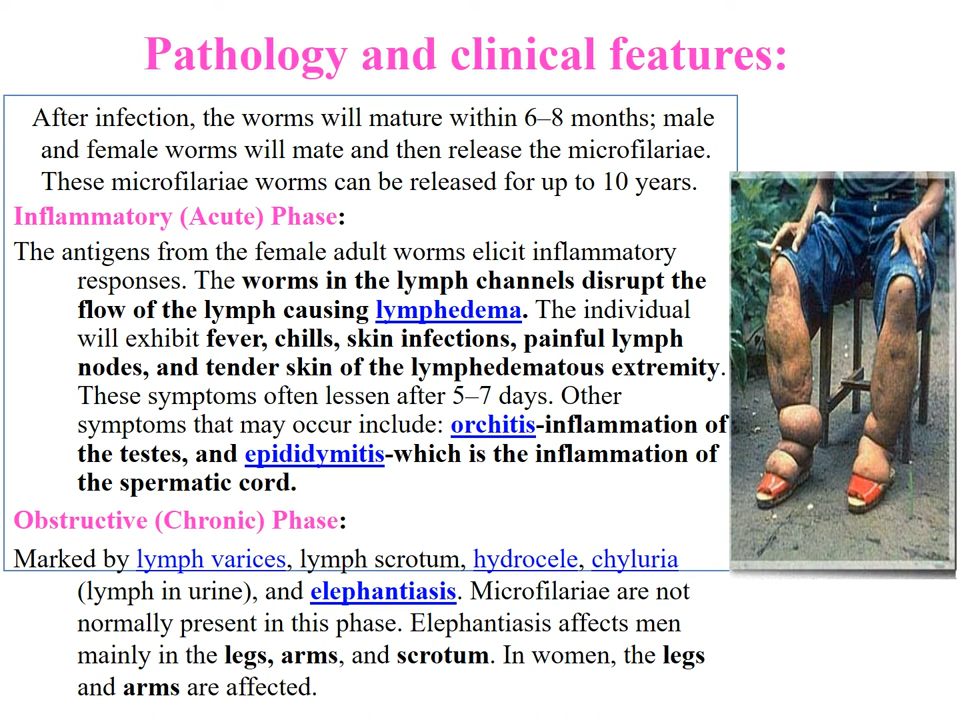 Pathology and clinical features:
After infection, the worms will mature within 6–8 months; male
and female worms will mate and then release the microfilariae.
These microfilariae worms can be released for up to 10 years.
Inflammatory (Acute) Phase:
The antigens from the female adult worms elicit inflammatory
responses. The worms in the lymph channels disrupt the
flow of the lymph causing lymphedema. The individual
will exhibit fever, chills, skin infections, painful lymph
nodes, and tender skin of the lymphedematous extremity.
These symptoms often lessen after 5–7 days. Other
symptoms that may occur include: orchitis-inflammation of
the testes, and epididymitis-which is the inflammation of
the spermatic cord.
Obstructive (Chronic) Phase:
Marked by lymph varices, lymph scrotum, hydrocele, chyluria
(lymph in urine), and elephantiasis. Microfilariae are not
normally present in this phase. Elephantiasis affects men
mainly in the legs, arms, and scrotum. In women, the legs
and arms are affected.